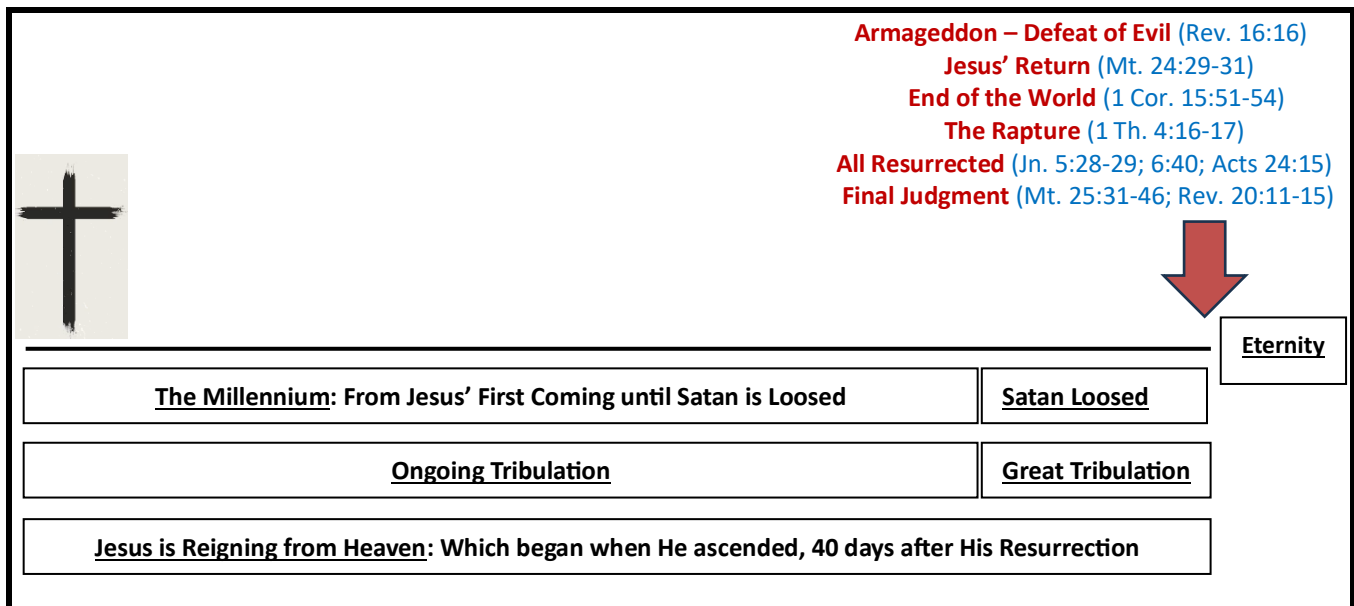 Armageddon – Defeat of Evil (Rev. 16:16)
Jesus’ Return (Mt. 24:29-31)
End of the World (1 Cor. 15:51-54)
The Rapture (1 Th. 4:16-17)
All Resurrected (Jn. 5:28-29; 6:40; Acts 24:15)
Final Judgment (Mt. 25:31-46; Rev. 20:11-15)
Eternity
The Millennium: From Jesus’ First Coming until Satan is Loosed
Satan Loosed
Ongoing Tribulation
Great Tribulation
Jesus is Reigning from Heaven: Which began when He ascended, 40 days after His Resurrection